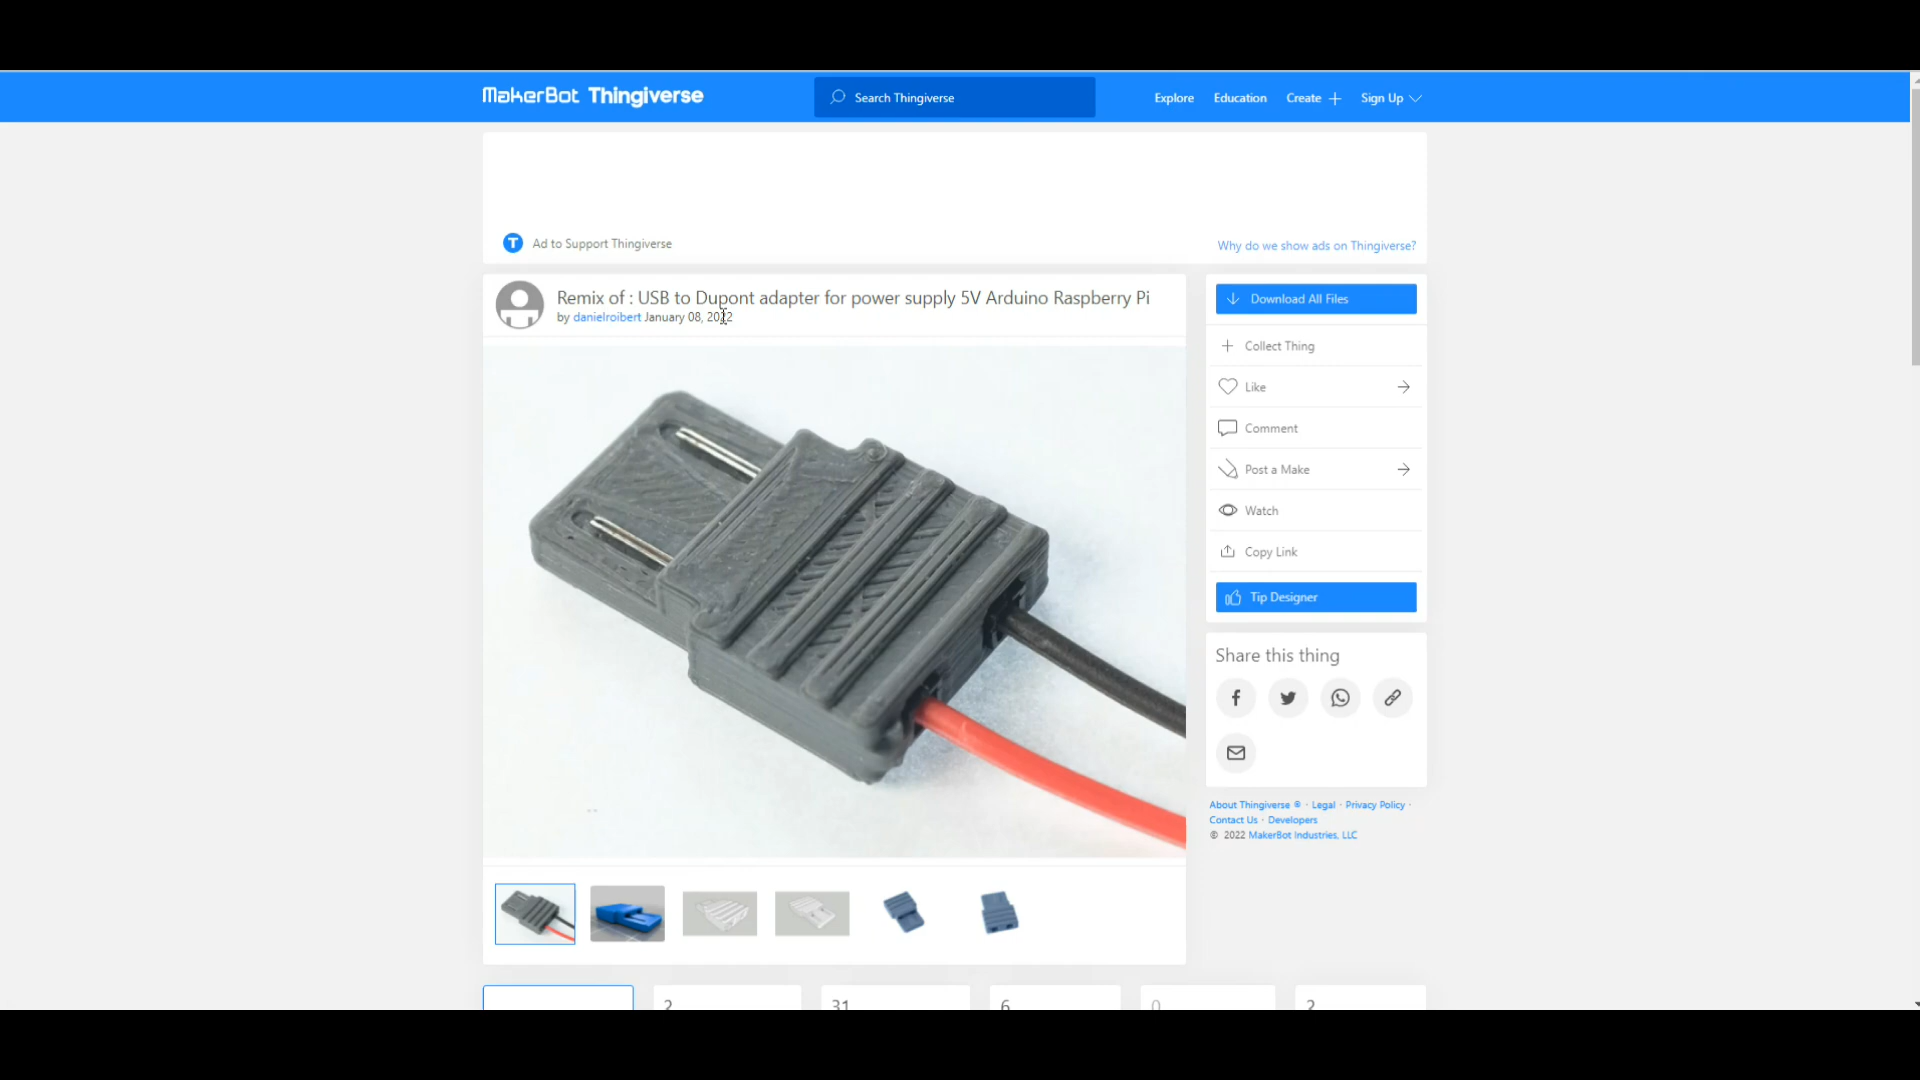 MakerBot Thingiverse
Search Thingiverse
Explore Education Create Sign Up
Ad to Support Thingiverse
Why do we show ads on Thingiverse?
Remix of : USB to Dupont adapter for power supply 5V Arduino Raspberry Pi
by danielroibert January 08, 2022
Download All Files
Collect Thing
Like
Comment
Post a Make
Watch
Copy Link
Tip Designer
Share this thing
About Thingiverse ® · Legal · Privacy Policy ·
Contact Us · Developers
© 2022 MakerBot Industries, LLC
31 6 0